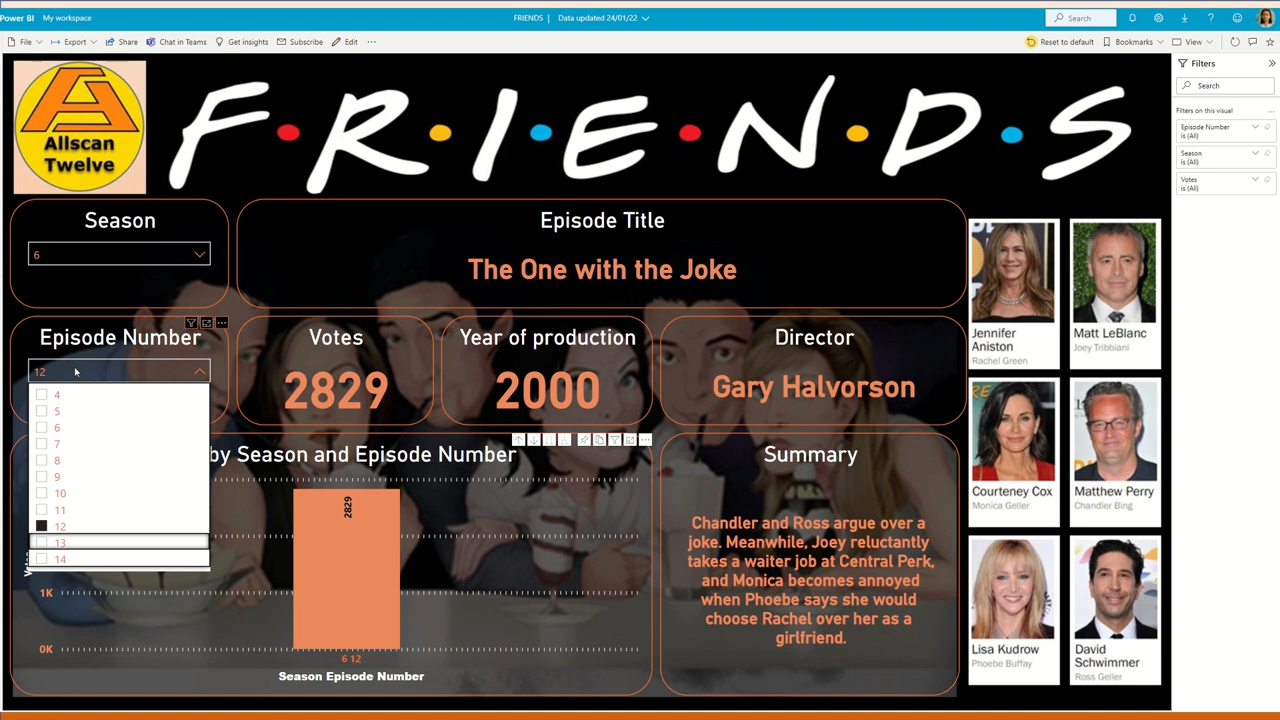 Power BI My workspace
FRIENDS | Data updated 24/01/22
Search
File Export Share Chat in Teams Get insights Subscribe Edit ...
Reset to default Bookmarks View
Filters
Search
Filters on this visual
Episode Number
is (All)
Season
is (All)
Votes
is (All)
Allscan
Twelve
F•R•I•E•N•D•S
Season
6
Episode Title
The One with the Joke
Episode Number
12
4
5
6
7
8
9
10
11
12
13
14
Votes
2829
Year of production
2000
Director
Gary Halvorson
by Season and Episode Number
2829
1K
0K
6 12
Season Episode Number
Summary
Chandler and Ross argue over a
joke. Meanwhile, Joey reluctantly
takes a waiter job at Central Perk,
and Monica becomes annoyed
when Phoebe says she would
choose Rachel over her as a
girlfriend.
Jennifer
Aniston
Rachel Green
Matt LeBlanc
Joey Tribbiani
Courteney Cox
Monica Geller
Matthew Perry
Chandler Bing
Lisa Kudrow
Phoebe Buffay
David
Schwimmer
Ross Geller